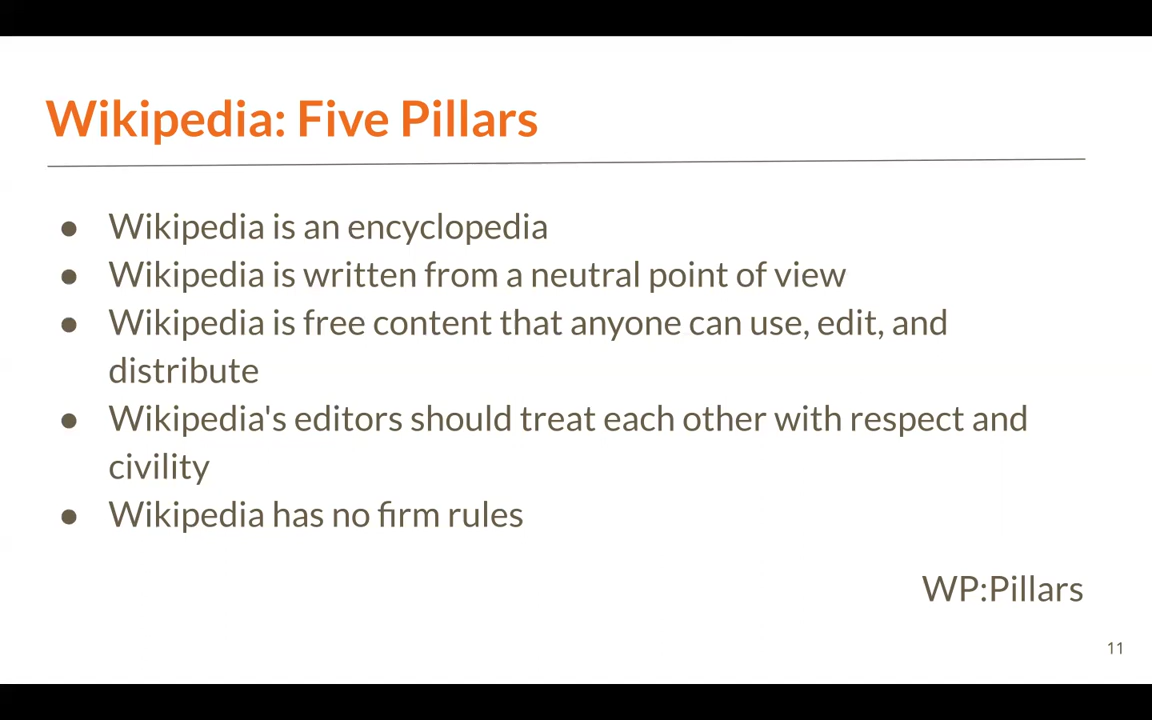 Wikipedia: Five Pillars
● Wikipedia is an encyclopedia
● Wikipedia is written from a neutral point of view
● Wikipedia is free content that anyone can use, edit, and
distribute
● Wikipedia's editors should treat each other with respect and
civility
● Wikipedia has no firm rules
WP:Pillars
11